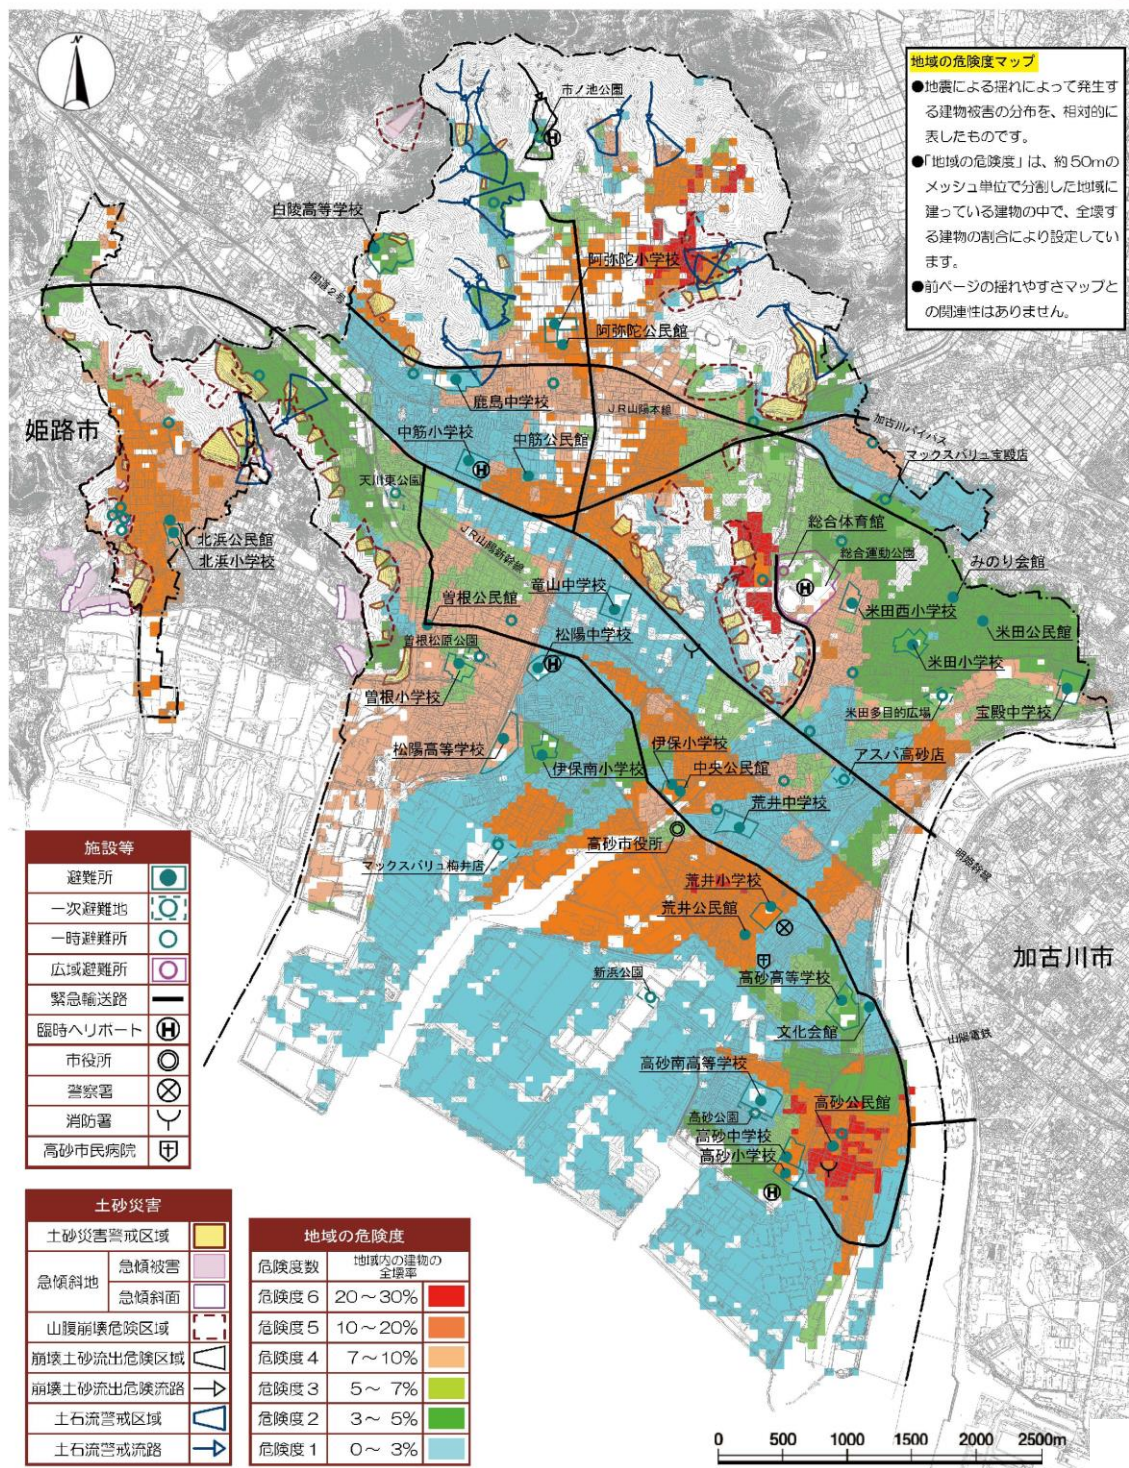 N
市ノ池公園
地域の危険度マップ
●地震による揺れによって発生す
る建物被害の分布を、相対的に
表したものです。
●「地域の危険度」は、約50mの
メッシュ単位で分割した地域に
建っている建物の中で、全壊す
る建物の割合により設定してい
ます。
●前ページの揺れやすさマップと
の関連性はありません。
白陵高等学校
国道2号
阿弥陀小学校
阿弥陀公民館
鹿島中学校
JR山陽本線
加古川バイパス
マックスバリュ宝殿店
姫路市
中筋小学校
中筋公民館
天川東公園
総合体育館
総合運動公園
みのり会館
北浜公民館
北浜小学校
JR山陽新幹線
竜山中学校
曽根公民館
米田西小学校
米田公民館
松陽中学校
曽根松原公園
米田小学校
曽根小学校
米田多目的広場
宝殿中学校
松陽高等学校
伊保小学校
アスパ高砂店
伊保南小学校
中央公民館
荒井中学校
高砂市役所
明姫幹線
マックスバリュ梅井店
荒井小学校
荒井公民館
加古川市
新浜公園
高砂高等学校
文化会館
山陽電鉄
高砂南高等学校
高砂公園
高砂公民館
高砂中学校
高砂小学校
施設等
避難所
一次避難地
一時避難所
広域避難所
緊急輸送路
臨時ヘリポート H
市役所
警察署
消防署
高砂市民病院
土砂災害
土砂災害警戒区域
急傾斜地
急傾被害
急傾斜面
山腹崩壊危険区域
崩壊土砂流出危険区域
崩壊土砂流出危険流路
土石流警戒区域
土石流警戒流路
地域の危険度
危険度数 地域内の建物の
全壊率
危険度6 20～30%
危険度5 10～20%
危険度4 7～10%
危険度3 5～ 7%
危険度2 3～ 5%
危険度1 0～ 3%
0 500 1000 1500 2000 2500m